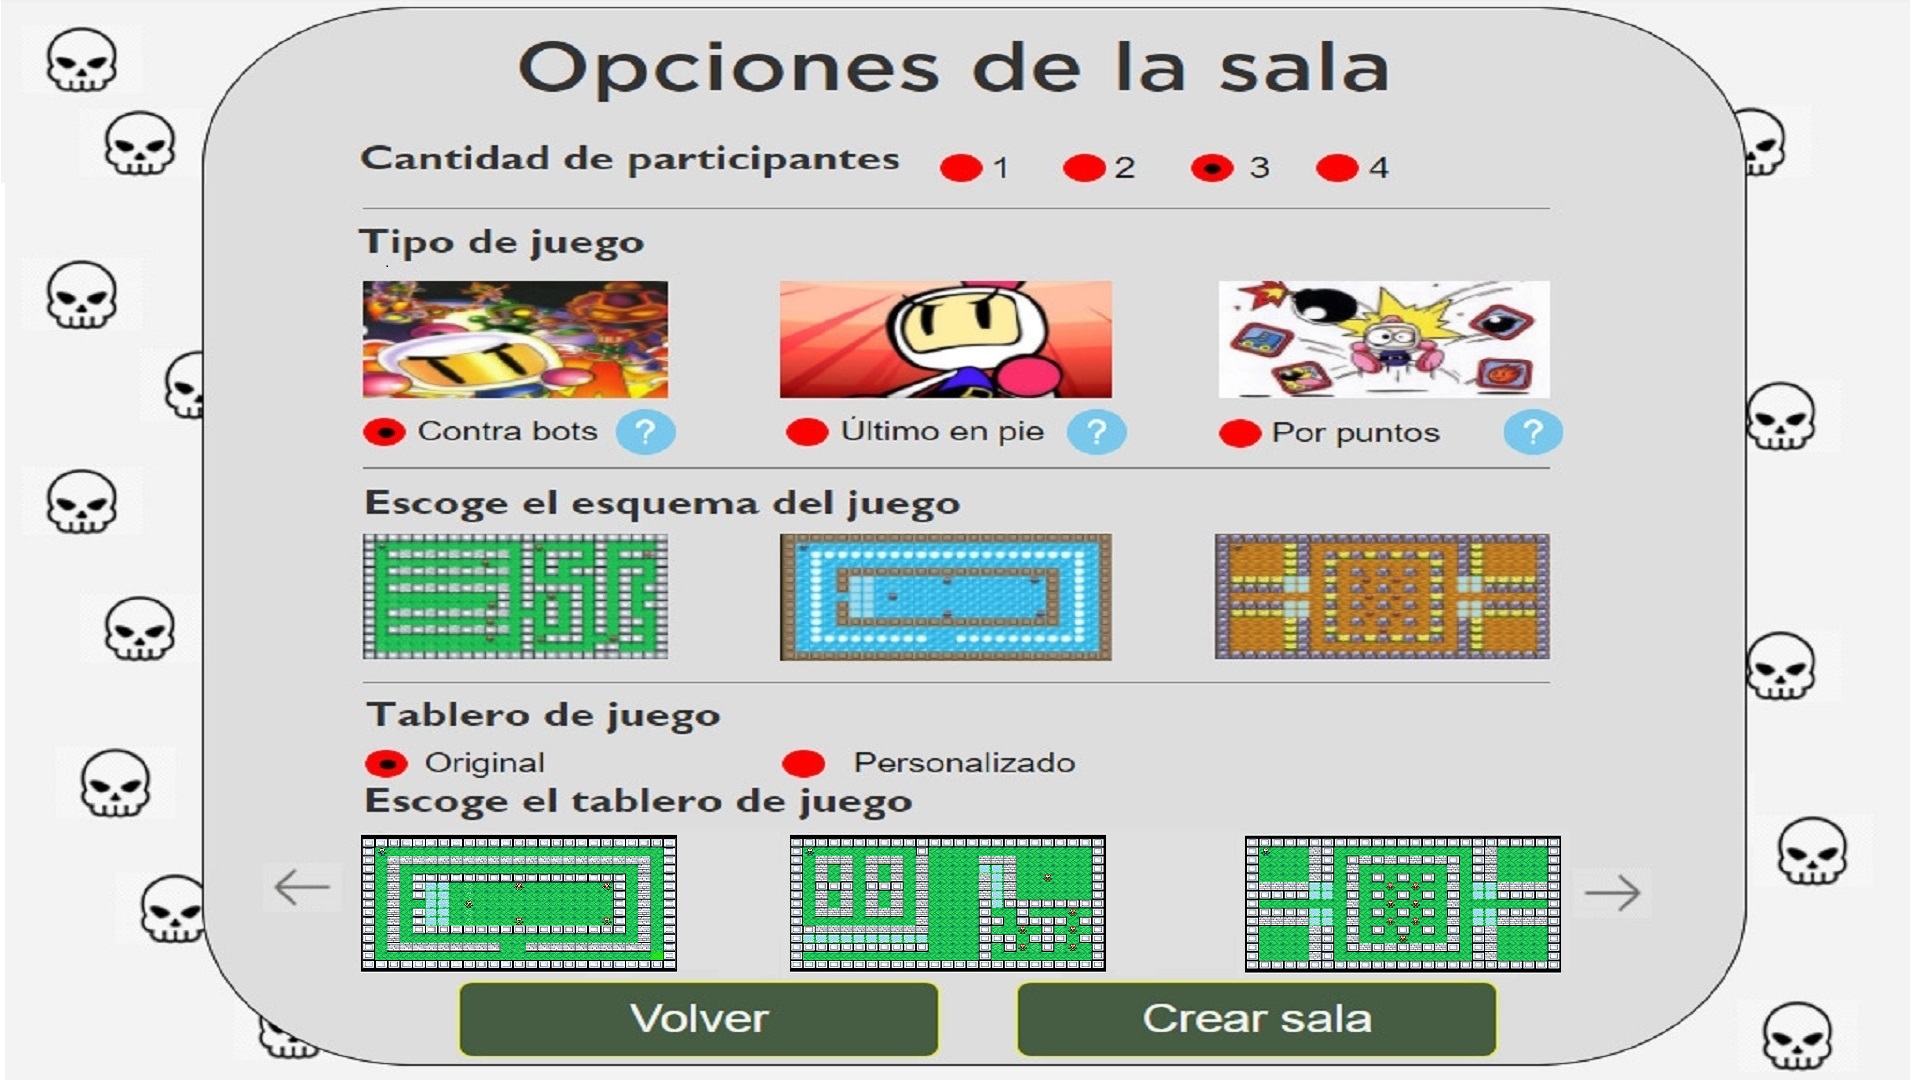 Opciones de la sala
Cantidad de participantes 1 2 3 4
Tipo de juego
Contra bots ? Último en pie ? Por puntos ?
Escoge el esquema del juego
Tablero de juego
Original Personalizado
Escoge el tablero de juego
Volver Crear sala